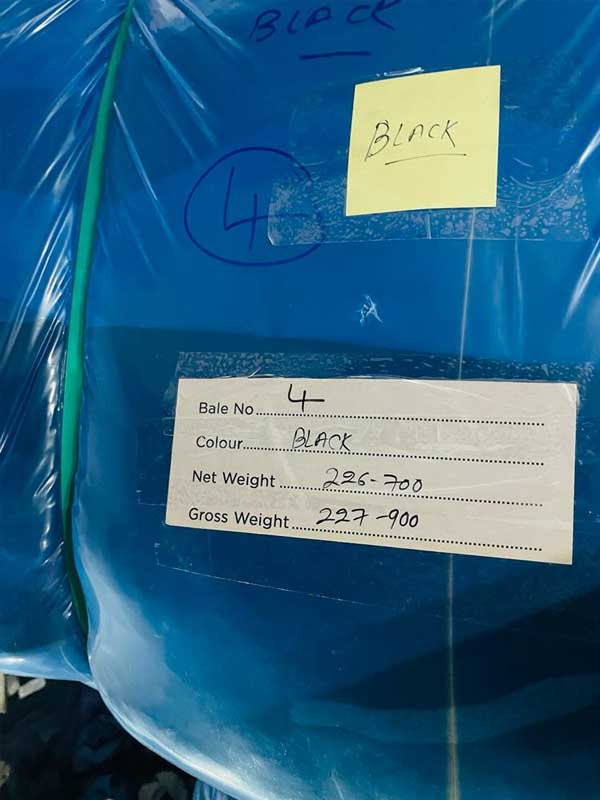 BLACK
BLACK
4
Bale No.................4.................
Colour........BLACK........
Net Weight ........226-700........
Gross Weight ........227-900........